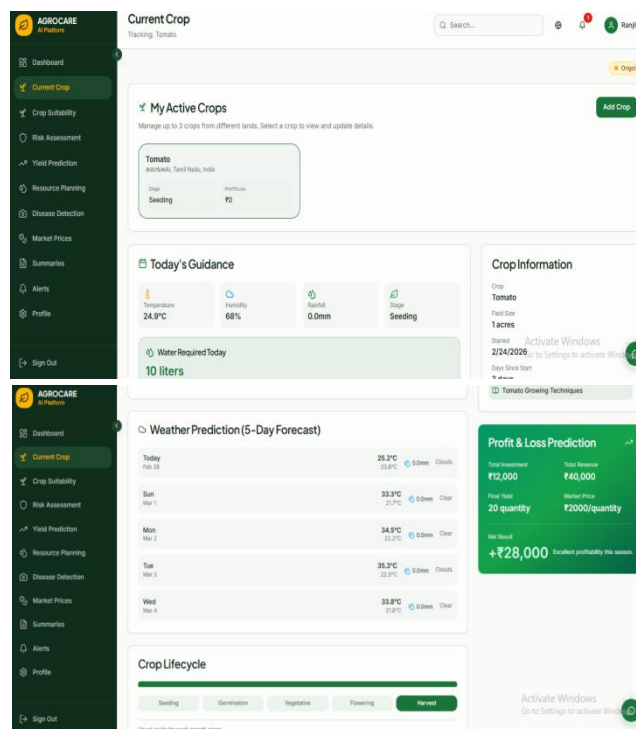 AGROCARE
AI Platform
Dashboard
Current Crop
Crop Suitability
Risk Assessment
Yield Prediction
Resource Planning
Disease Detection
Market Prices
Summaries
Alerts
Profile
Sign Out
Current Crop
Tracking: Tomato
Search...
1
Ranji
Ongoi
My Active Crops
Manage up to 3 crops from different lands. Select a crop to view and update details.
Add Crop
Tomato
Tamil Nadu, India
Stage
Seeding
Profit/Loss
₹0
Today's Guidance
Temperature
24.9°C
Humidity
68%
Rainfall
0.0mm
Stage
Seeding
Water Required Today
10 liters
Crop Information
Crop
Tomato
Field Size
1 acres
Started
2/24/2026
Days Since Start
Activate Windows
Go to Settings to activate Wind
AGROCARE
AI Platform
Dashboard
Current Crop
Crop Suitability
Risk Assessment
Yield Prediction
Resource Planning
Disease Detection
Market Prices
Summaries
Alerts
Profile
Sign Out
Tomato Growing Techniques
Weather Prediction (5-Day Forecast)
Today
Feb 28
25.2°C
23.8°C
0.0mm
Clouds
Sun
Mar 1
33.3°C
21.7°C
0.0mm
Clear
Mon
Mar 2
34.5°C
22.2°C
0.0mm
Clear
Tue
Mar 3
35.3°C
22.5°C
0.0mm
Clouds
Wed
Mar 4
33.8°C
21.8°C
0.0mm
Clear
Profit & Loss Prediction
Total Investment
₹12,000
Total Revenue
₹40,000
Final Yield
20 quantity
Market Price
₹2000/quantity
Net Result
+₹28,000 Excellent profitability this season.
Crop Lifecycle
Seeding
Germination
Vegetative
Flowering
Harvest
Activate Windows
Go to Settings to activate Wind